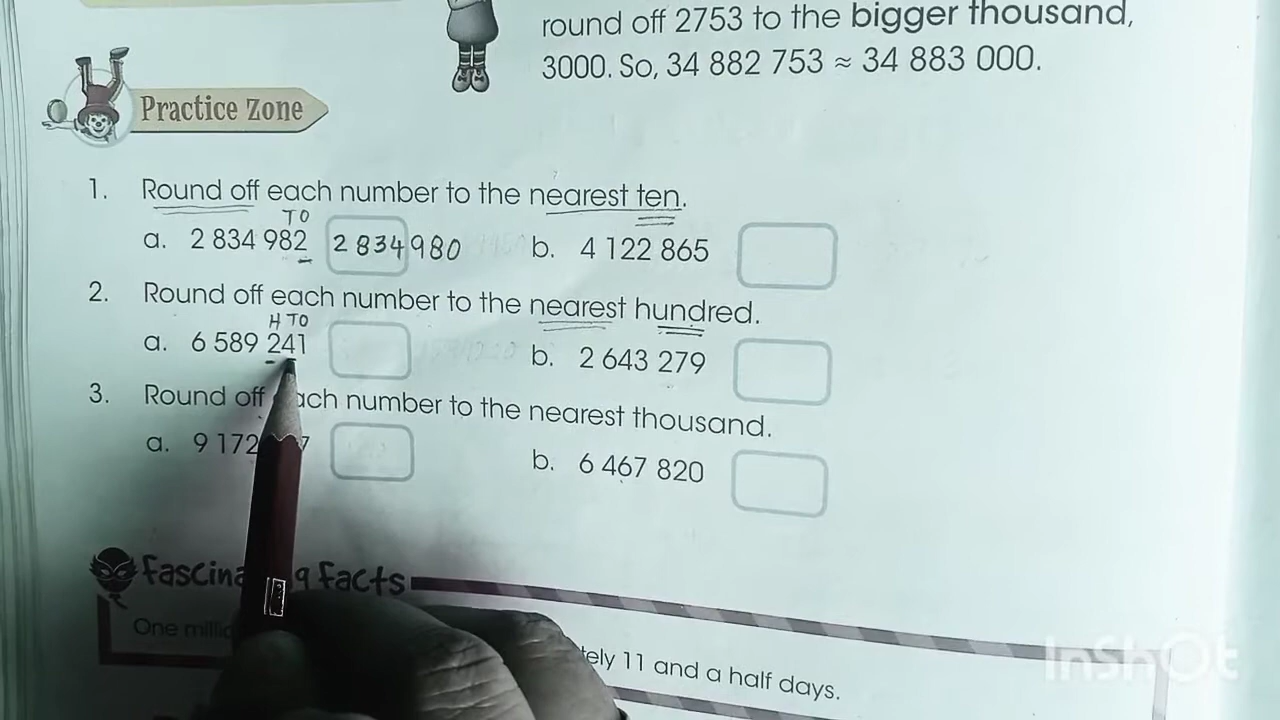 round off 2753 to the bigger thousand,
3000. So, 34 882 753 ≈ 34 883 000.
Practice Zone
1. Round off each number to the nearest ten.
T O
a. 2 834 982 2 834 980 b. 4 122 865
2. Round off each number to the nearest hundred.
H T O
a. 6 589 241 b. 2 643 279
3. Round off each number to the nearest thousand.
a. 9 172 b. 6 467 820
facts
One
11 and a half days.
InShOt